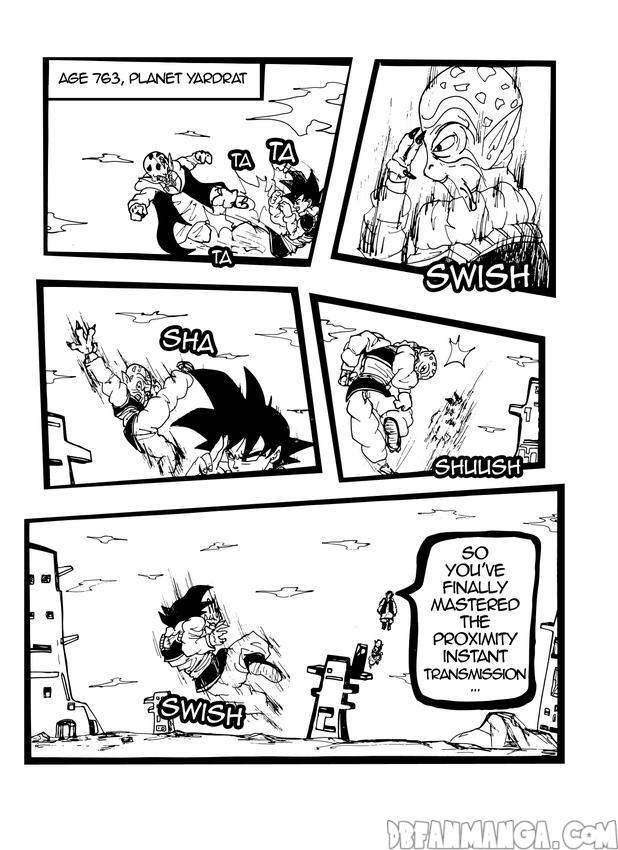 AGE 763, PLANET YARDRAT
TA
TA
TA
SWISH
SHA
SHUUSH
SO
YOU'VE
FINALLY
MASTERED
THE
PROXIMITY
INSTANT
TRANSMISSION
...
SWISH
DBFANMANGA.COM